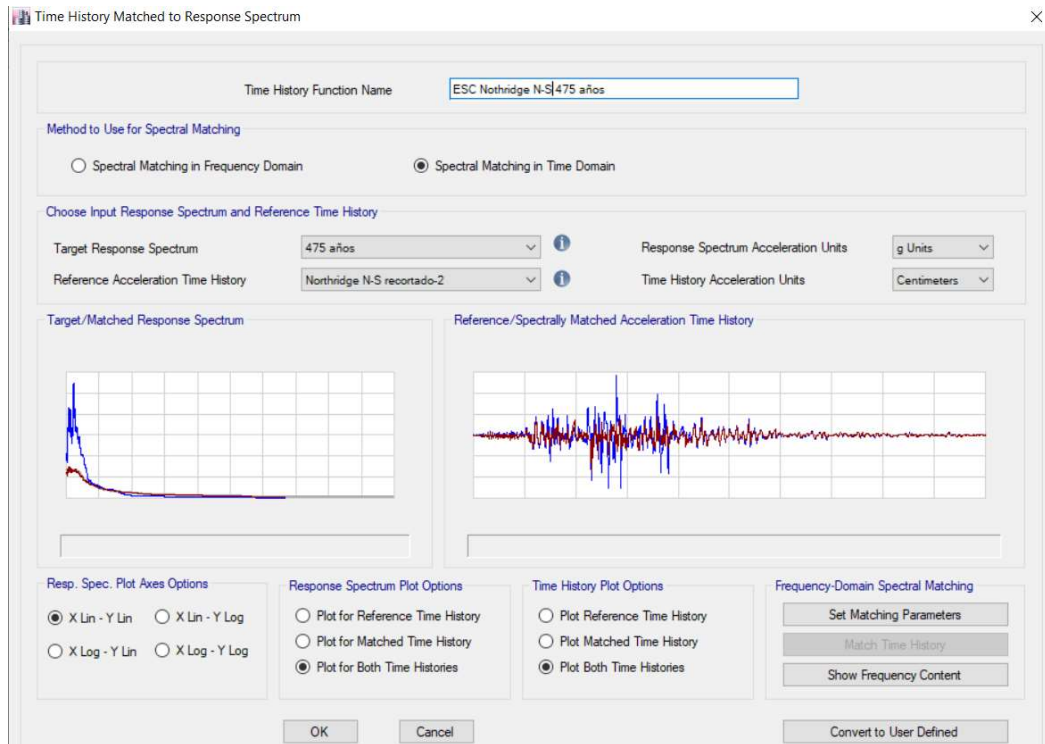 Time History Matched to Response Spectrum
Time History Function Name ESC Nothridge N-S 475 años
Method to Use for Spectral Matching
Spectral Matching in Frequency Domain Spectral Matching in Time Domain
Choose Input Response Spectrum and Reference Time History
Target Response Spectrum 475 años Response Spectrum Acceleration Units g Units
Reference Acceleration Time History Northridge N-S recortado-2 Time History Acceleration Units Centimeters
Target/Matched Response Spectrum Reference/Spectrally Matched Acceleration Time History
Resp. Spec. Plot Axes Options Response Spectrum Plot Options Time History Plot Options Frequency-Domain Spectral Matching
X Lin - Y Lin X Lin - Y Log Plot for Reference Time History Plot Reference Time History Set Matching Parameters
Plot for Matched Time History Plot Matched Time History Match Time History
X Log - Y Lin X Log - Y Log Plot for Both Time Histories Plot Both Time Histories Show Frequency Content
OK Cancel Convert to User Defined